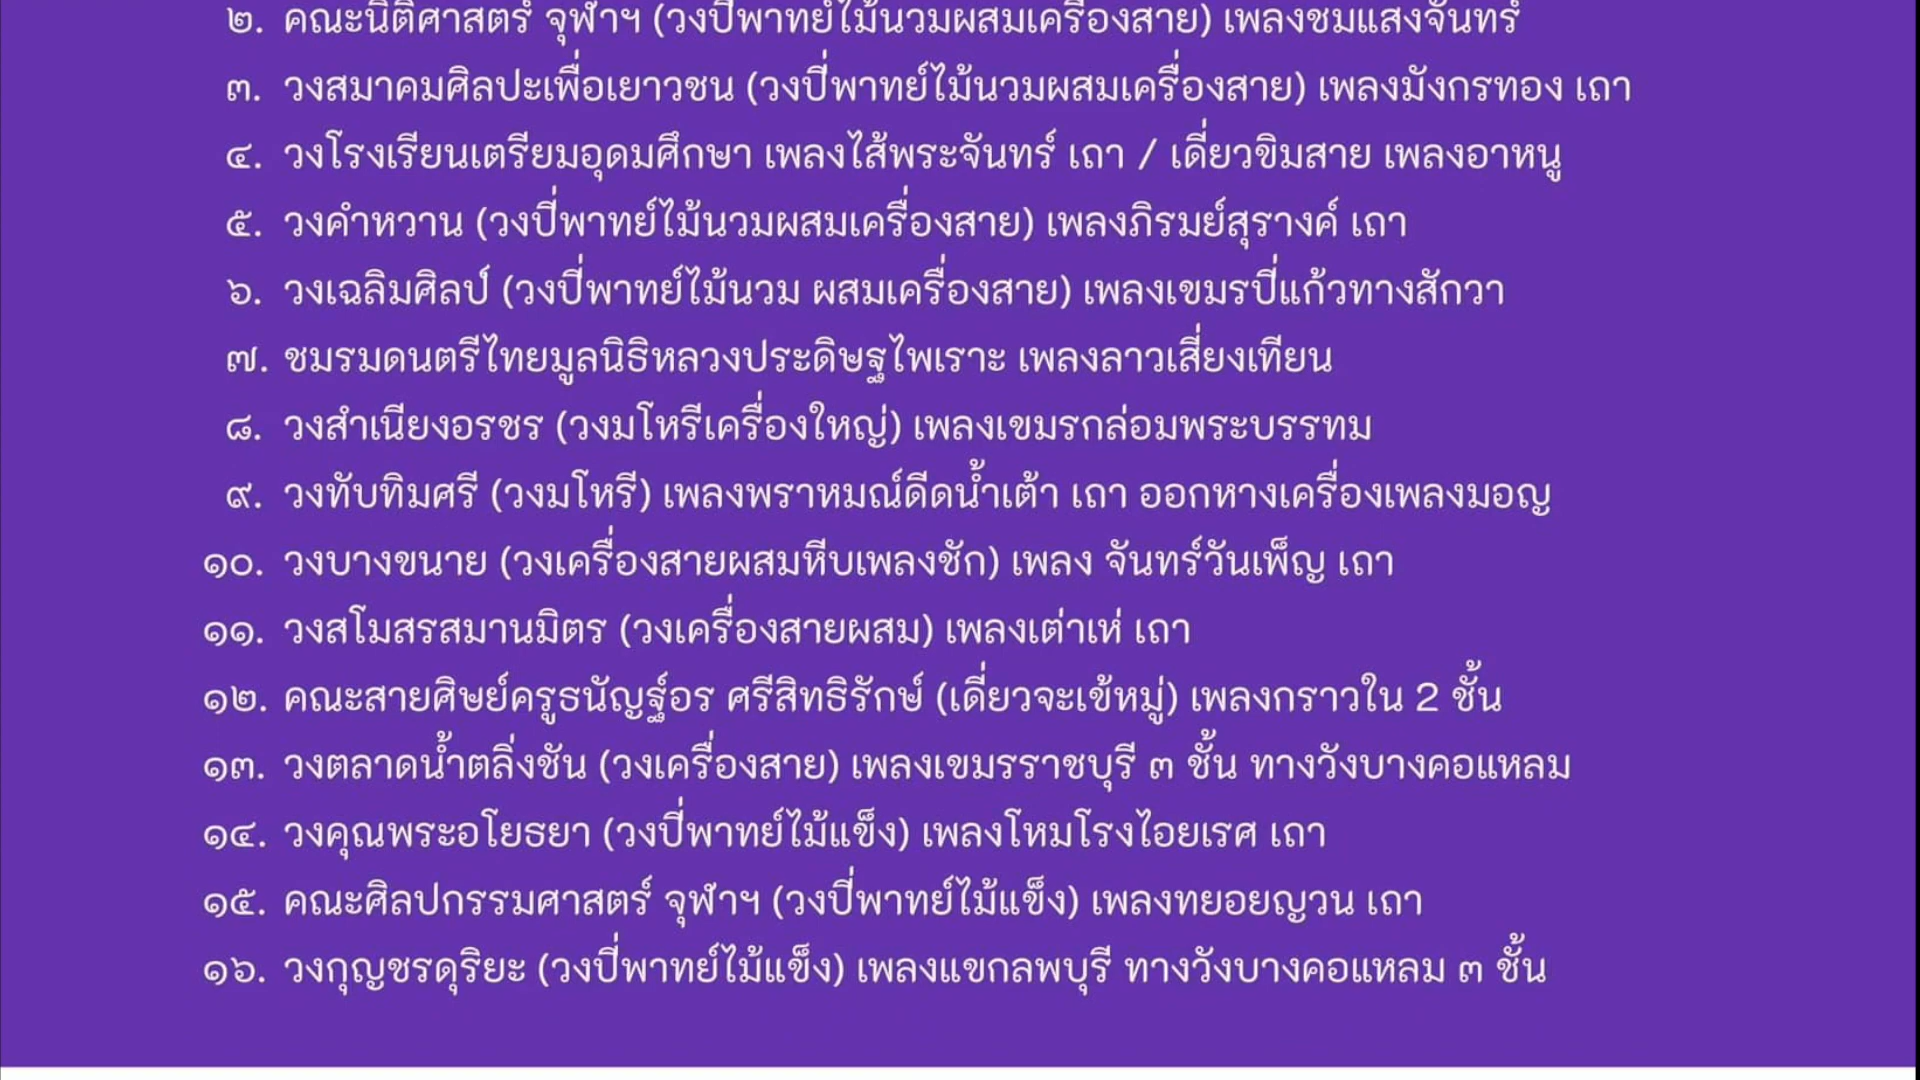 ๒. คณะนิติศาสตร์ จุฬาฯ (วงปี่พาทย์ไม้นวมผสมเครื่องสาย) เพลงชมแสงจันทร์
๓. วงสมาคมศิลปะเพื่อเยาวชน (วงปี่พาทย์ไม้นวมผสมเครื่องสาย) เพลงมังกรทอง เถา
๔. วงโรงเรียนเตรียมอุดมศึกษา เพลงไส้พระจันทร์ เถา / เดี่ยวขิมสาย เพลงอาหนู
๕. วงคำหวาน (วงปี่พาทย์ไม้นวมผสมเครื่องสาย) เพลงภิรมย์สุรางค์ เถา
๖. วงเฉลิมศิลป์ (วงปี่พาทย์ไม้นวม ผสมเครื่องสาย) เพลงเขมรปี่แก้วทางสักวา
๗. ชมรมดนตรีไทยมูลนิธิหลวงประดิษฐไพเราะ เพลงลาวเสี่ยงเทียน
๘. วงสำเนียงอรชร (วงมโหรีเครื่องใหญ่) เพลงเขมรกล่อมพระบรรทม
๙. วงทับทิมศรี (วงมโหรี) เพลงพราหมณ์ดีดน้ำเต้า เถา ออกหางเครื่องเพลงมอญ
๑๐. วงบางขนาย (วงเครื่องสายผสมหีบเพลงชัก) เพลง จันทร์วันเพ็ญ เถา
๑๑. วงสโมสรสมานมิตร (วงเครื่องสายผสม) เพลงเต่าเห่ เถา
๑๒. คณะสายศิษย์ครูธนัญฐ์อร ศรีสิทธิรักษ์ (เดี่ยวจะเข้หมู่) เพลงกราวใน 2 ชั้น
๑๓. วงตลาดน้ำตลิ่งชัน (วงเครื่องสาย) เพลงเขมรราชบุรี ๓ ชั้น ทางวังบางคอแหลม
๑๔. วงคุณพระอโยธยา (วงปี่พาทย์ไม้แข็ง) เพลงโหมโรงไอยเรศ เถา
๑๕. คณะศิลปกรรมศาสตร์ จุฬาฯ (วงปี่พาทย์ไม้แข็ง) เพลงทยอยญวน เถา
๑๖. วงกุญชรดุริยะ (วงปี่พาทย์ไม้แข็ง) เพลงแขกลพบุรี ทางวังบางคอแหลม ๓ ชั้น